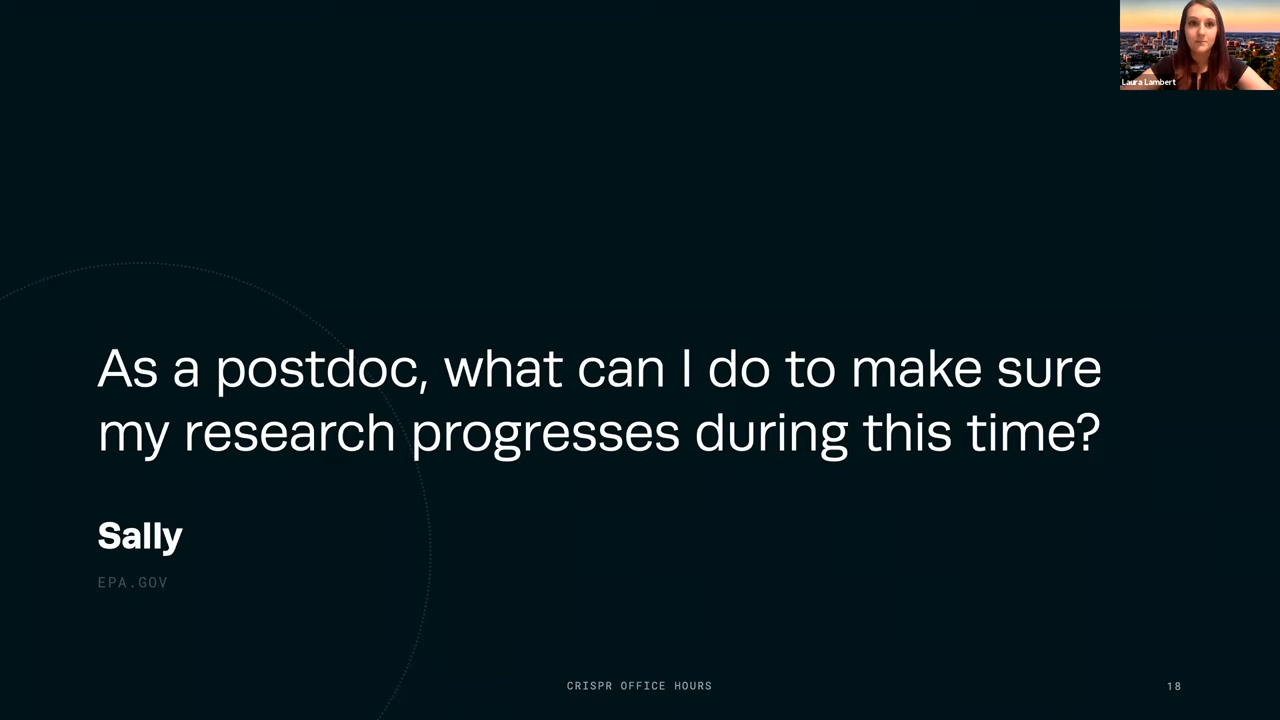 Laura Lambert
As a postdoc, what can I do to make sure
my research progresses during this time?
Sally
EPA.GOV
CRISPR OFFICE HOURS
18